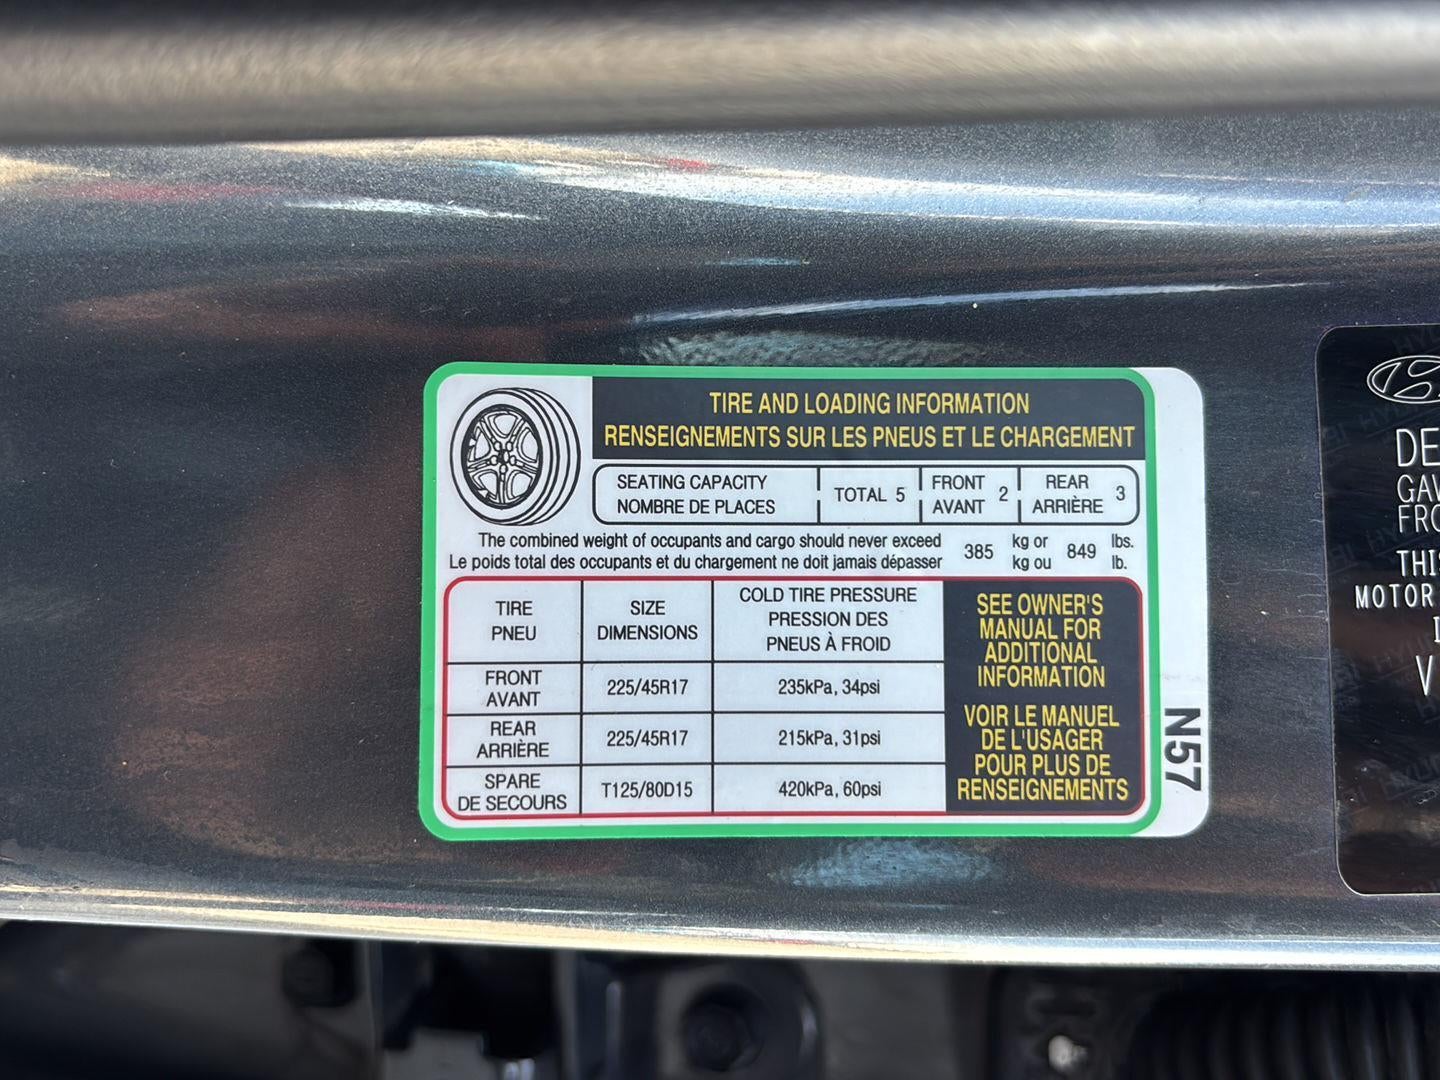 TIRE AND LOADING INFORMATION
RENSEIGNEMENTS SUR LES PNEUS ET LE CHARGEMENT
SEATING CAPACITY
NOMBRE DE PLACES
TOTAL 5
FRONT
AVANT 2
REAR
ARRIÈRE 3
The combined weight of occupants and cargo should never exceed 385 kg or 849 lbs.
Le poids total des occupants et du chargement ne doit jamais dépasser kg ou lb.
TIRE
PNEU
SIZE
DIMENSIONS
COLD TIRE PRESSURE
PRESSION DES
PNEUS À FROID
FRONT
AVANT
225/45R17
235kPa, 34psi
REAR
ARRIÈRE
225/45R17
215kPa, 31psi
SPARE
DE SECOURS
T125/80D15
420kPa, 60psi
SEE OWNER'S
MANUAL FOR
ADDITIONAL
INFORMATION
VOIR LE MANUEL
DE L'USAGER
POUR PLUS DE
RENSEIGNEMENTS
N57
DE
GAV
FRO
THI
MOTOR
V